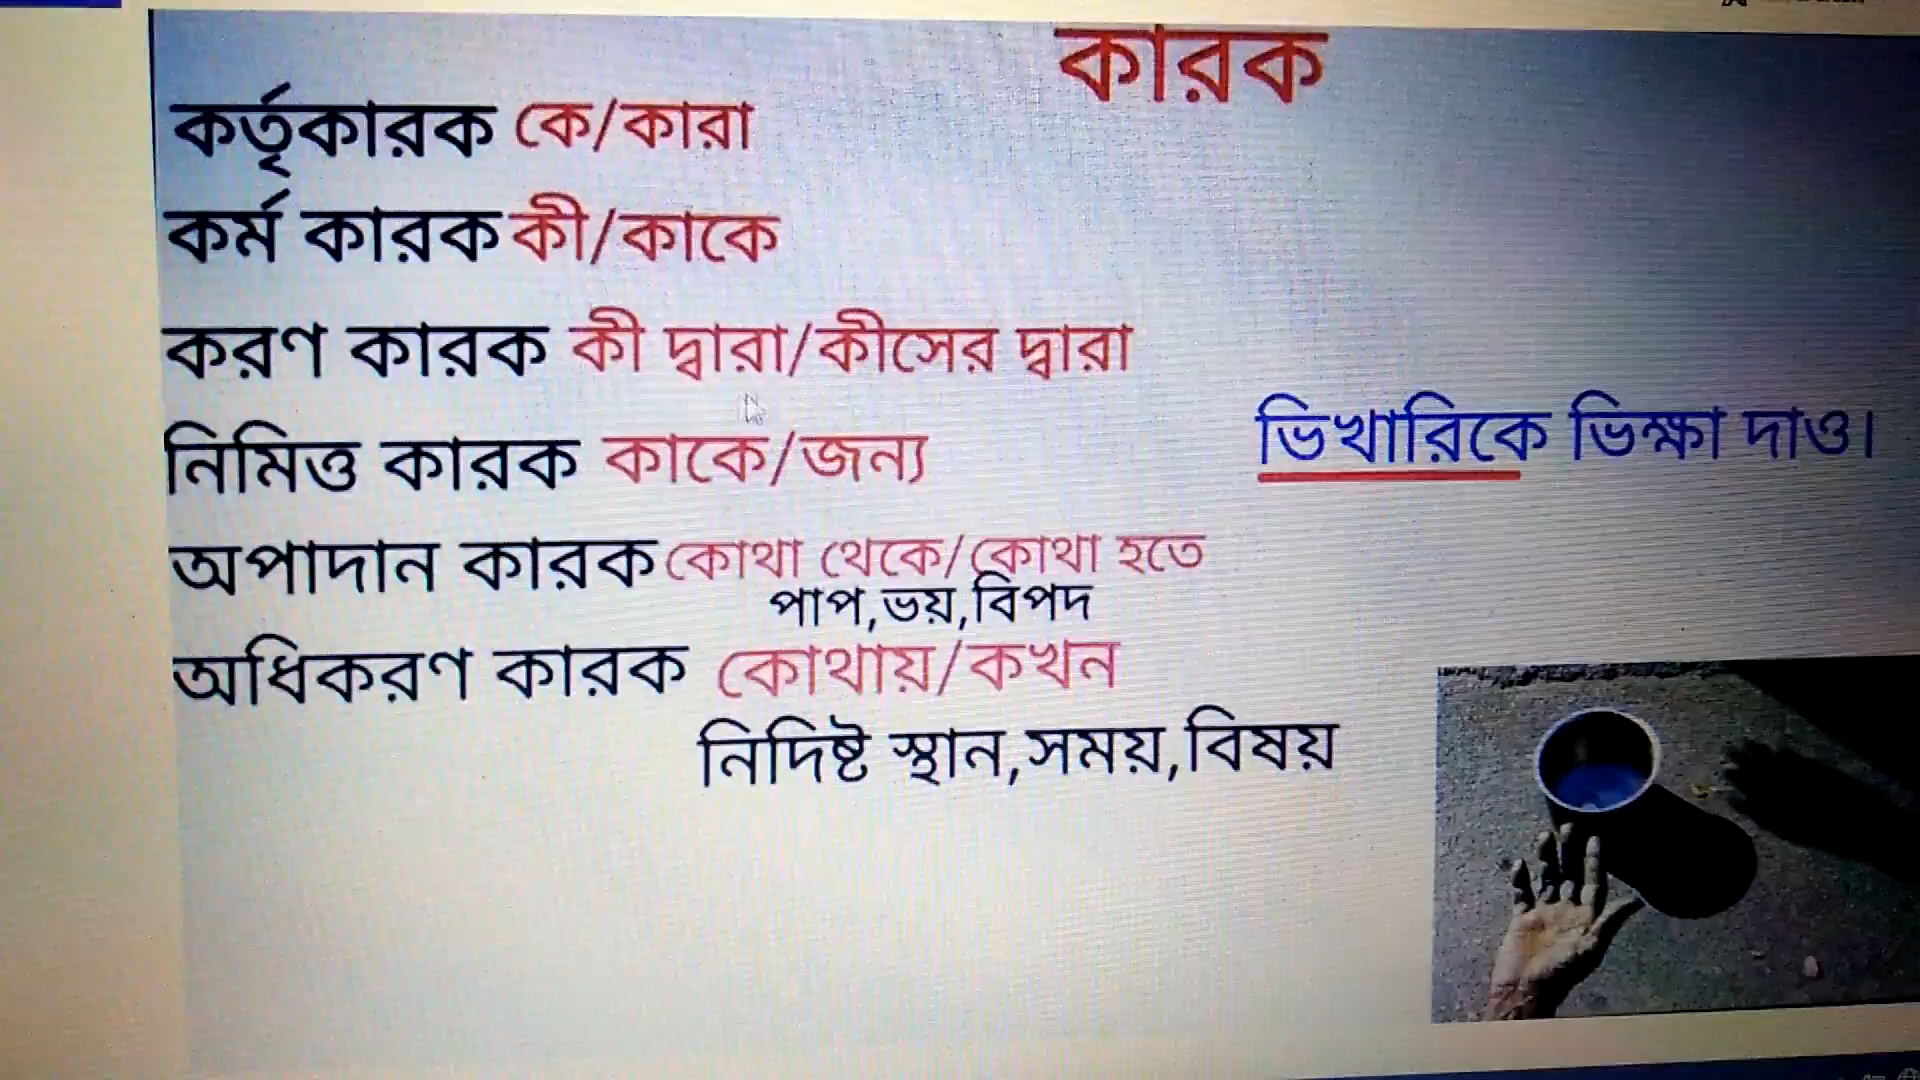 কারক
কর্তৃকারক কে/কারা
কর্ম কারক কী/কাকে
করণ কারক কী দ্বারা/কীসের দ্বারা
নিমিত্ত কারক কাকে/জন্য
ভিখারিকে ভিক্ষা দাও।
অপাদান কারক কোথা থেকে/কোথা হতে
পাপ,ভয়,বিপদ
অধিকরণ কারক কোথায়/কখন
নিদিষ্ট স্থান,সময়,বিষয়